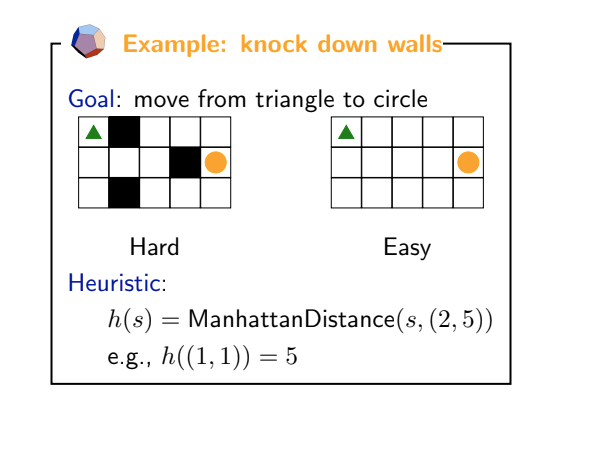 Example: knock down walls
Goal: move from triangle to circle
Hard Easy
Heuristic:
h(s) = ManhattanDistance(s, (2, 5))
e.g., h((1, 1)) = 5